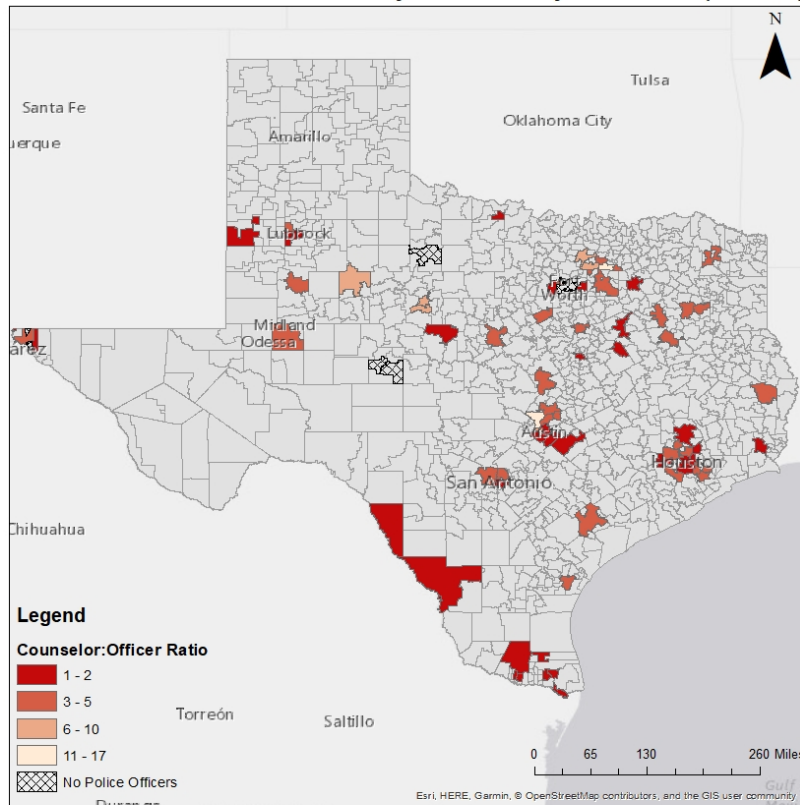 N
Tulsa
Santa Fe
Oklahoma City
uerque
Amarillo
Lubbock
Worth
Midland
Odessa
árez
Austin
Houston
San Antonio
Chihuahua
Legend
Counselor:Officer Ratio
1 - 2
3 - 5
6 - 10
11 - 17
No Police Officers
Torreón
Saltillo
0 65 130 260 Miles
Gulf
Esri, HERE, Garmin, © OpenStreetMap contributors, and the GIS user community